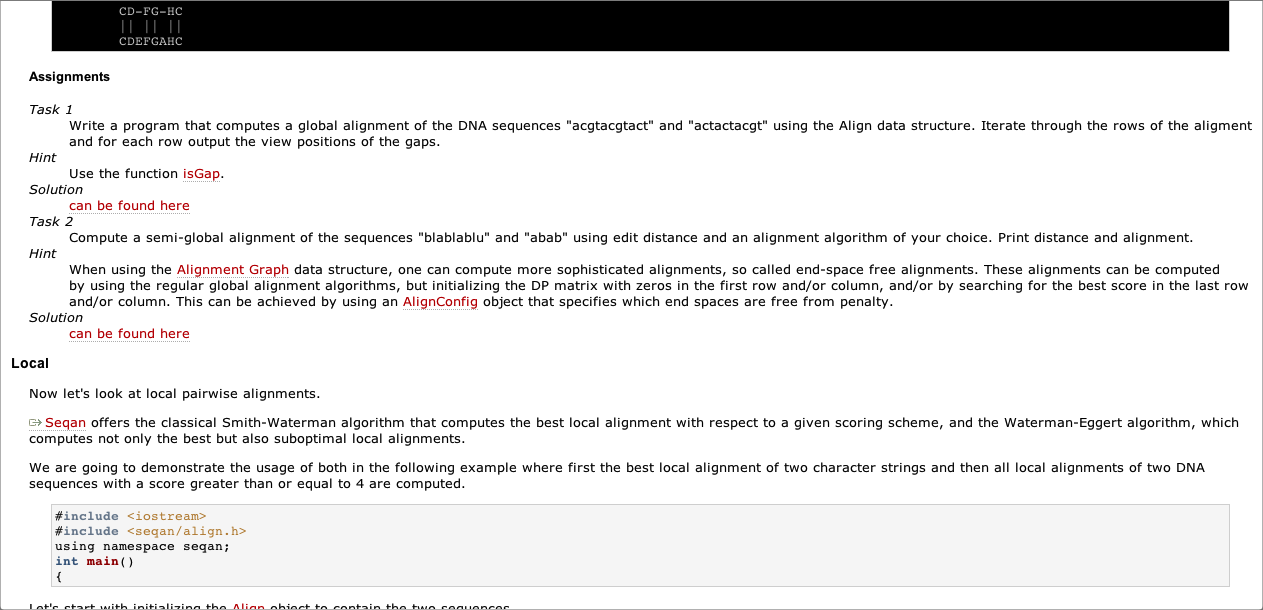 CD-FG-HC
|| || ||
CDEFGAHC
Assignments
Task 1
Write a program that computes a global alignment of the DNA sequences "acgtacgtact" and "actactacgt" using the Align data structure. Iterate through the rows of the aligment
and for each row output the view positions of the gaps.
Hint
Use the function isGap.
Solution
can be found here
Task 2
Compute a semi-global alignment of the sequences "blablablu" and "abab" using edit distance and an alignment algorithm of your choice. Print distance and alignment.
Hint
When using the Alignment Graph data structure, one can compute more sophisticated alignments, so called end-space free alignments. These alignments can be computed
by using the regular global alignment algorithms, but initializing the DP matrix with zeros in the first row and/or column, and/or by searching for the best score in the last row
and/or column. This can be achieved by using an AlignConfig object that specifies which end spaces are free from penalty.
Solution
can be found here
Local
Now let's look at local pairwise alignments.
Seqan offers the classical Smith-Waterman algorithm that computes the best local alignment with respect to a given scoring scheme, and the Waterman-Eggert algorithm, which
computes not only the best but also suboptimal local alignments.
We are going to demonstrate the usage of both in the following example where first the best local alignment of two character strings and then all local alignments of two DNA
sequences with a score greater than or equal to 4 are computed.
#include <iostream>
#include <seqan/align.h>
using namespace seqan;
int main()
{
Let's start with initializing the Align object to contain the two sequences.